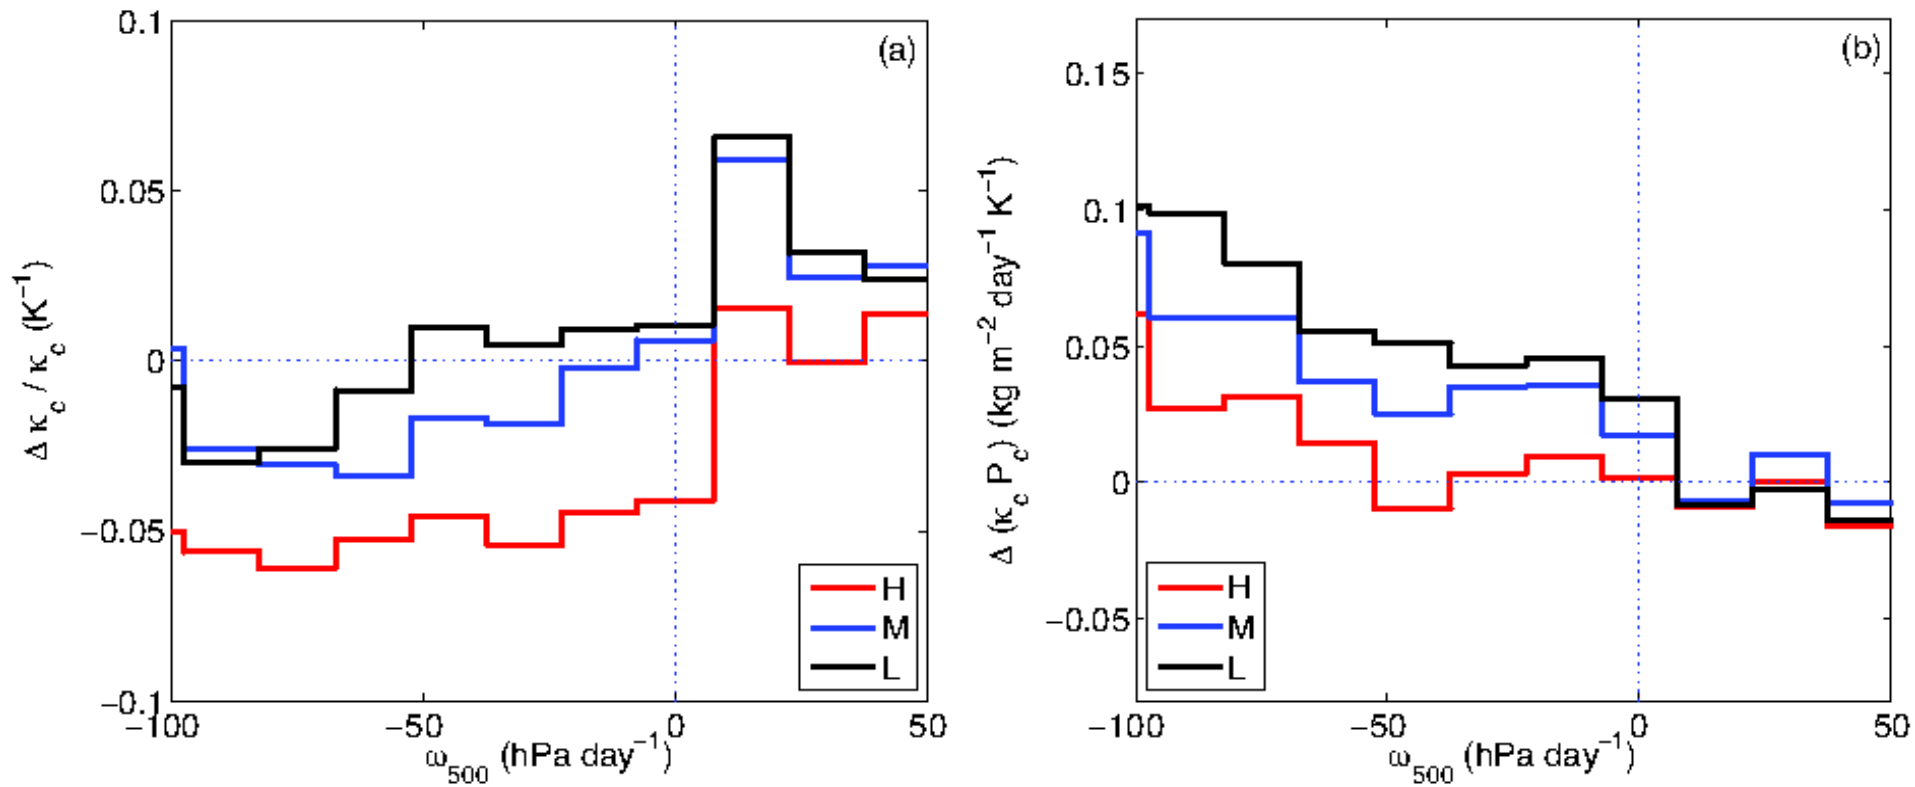 (a)
0.1
0.05
0
−0.05
−0.1
−100
−50
0
50
Δ κc / κc (K−1)
ω500 (hPa day−1)
H
M
L
(b)
0.15
0.1
0.05
0
−0.05
−100
−50
0
50
Δ (κc Pc) (kg m−2 day−1 K−1)
ω500 (hPa day−1)
H
M
L